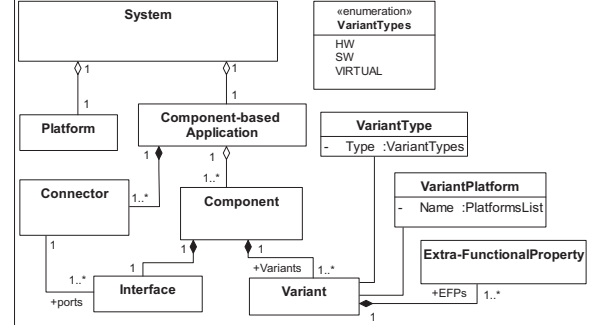 System
«enumeration»
VariantTypes
HW
SW
VIRTUAL
1
1
1
1
Platform
Component-based
Application
VariantType
- Type :VariantTypes
1
1
1..*
1..*
Connector
Component
VariantPlatform
- Name :PlatformsList
1
1
1
1
1..*
+ports
Interface
+Variants
1..*
Variant
Extra-FunctionalProperty
+EFPs
1..*
1